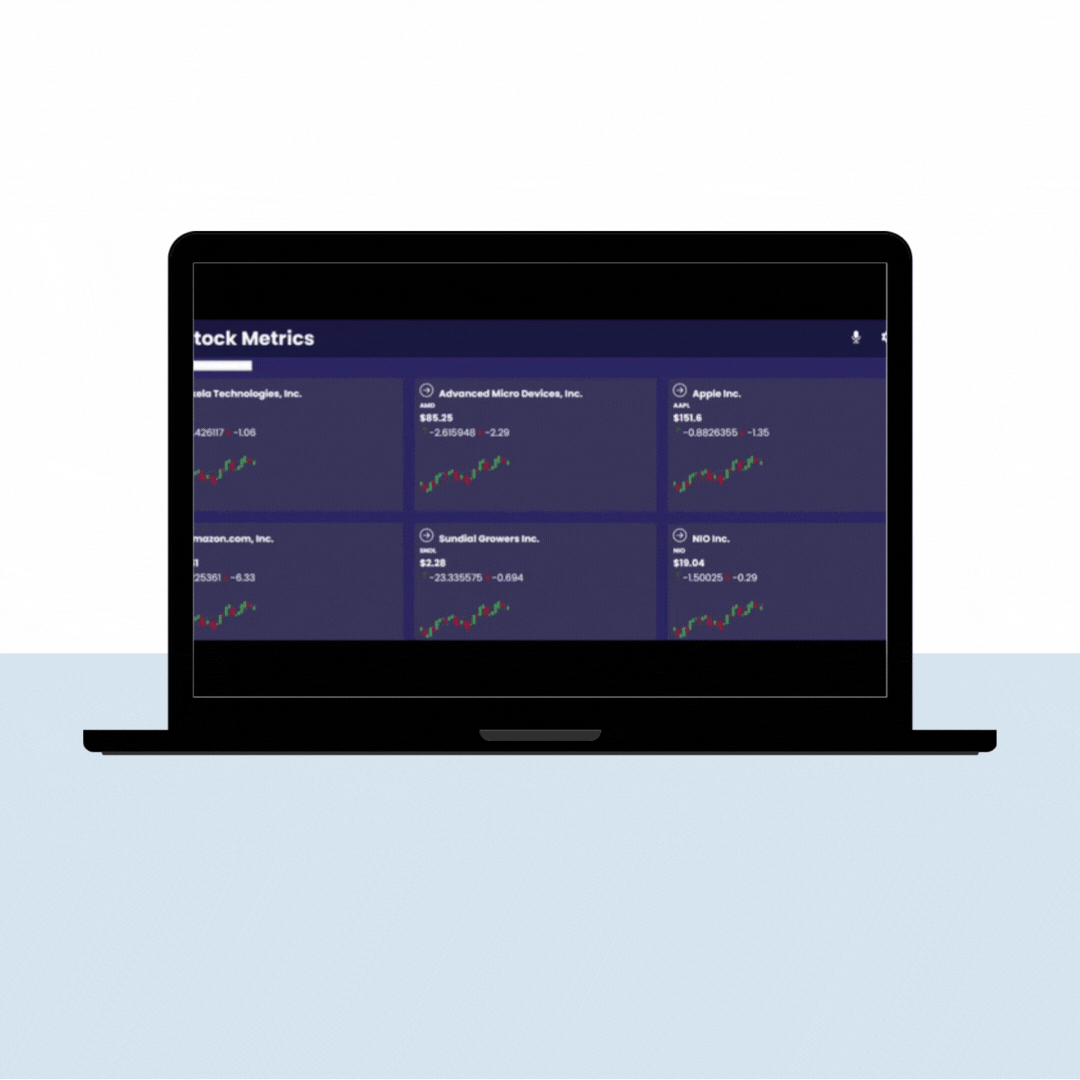 tock Metrics
kela Technologies, Inc.
.426117 -1.06
Advanced Micro Devices, Inc.
AMD
$85.25
-2.615948 -2.29
Apple Inc.
AAPL
$151.6
-0.8826355 -1.35
mazon.com, Inc.
1
25361 -6.33
Sundial Growers Inc.
SNDL
$2.28
-23.335575 -0.694
NIO Inc.
NIO
$19.04
-1.50025 -0.29